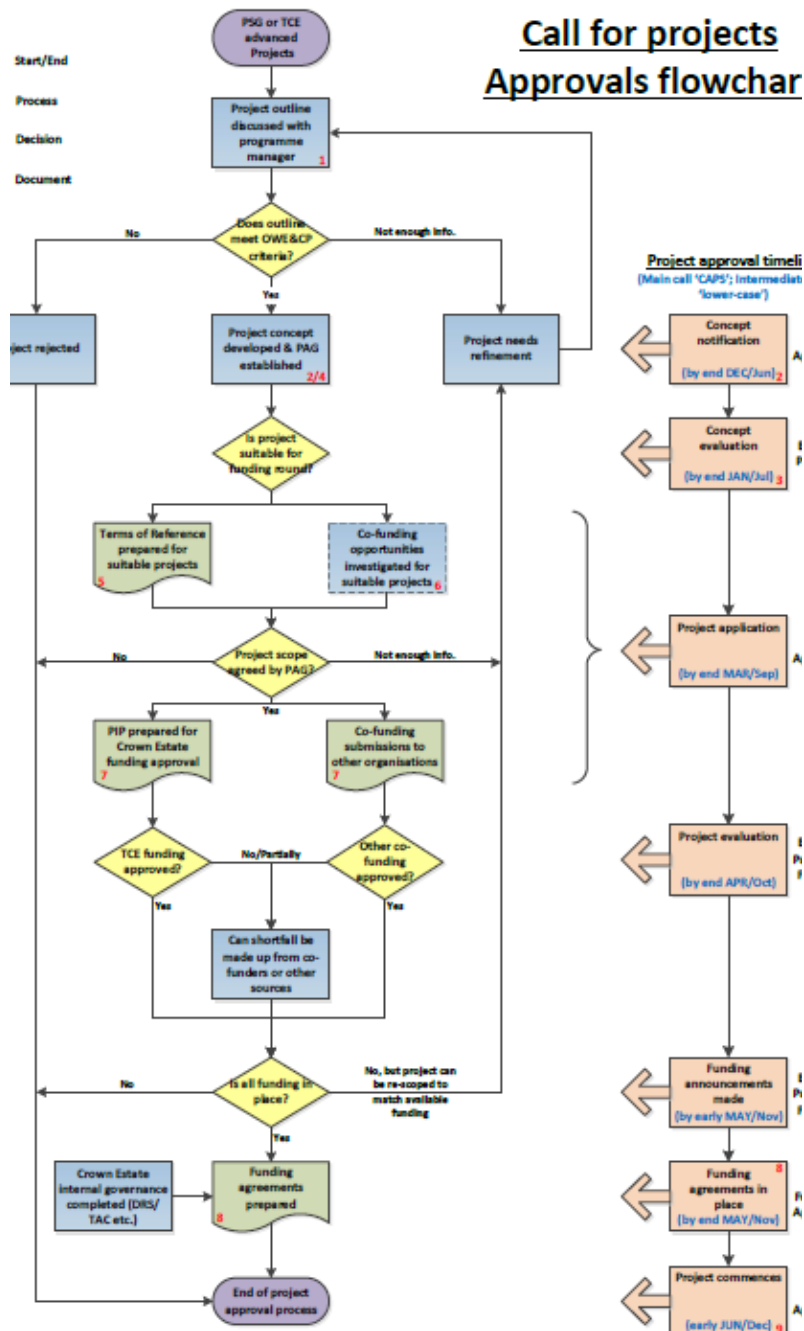 Call for projects
Approvals flowchar
Start/End
Process
Decision
Document
PSG or TCE
advanced
Projects
Project outline
discussed with
programme
manager
1
Does outline
meet OWE&CP
criteria?
No
Not enough info.
Yes
ject rejected
Project concept
developed & PAG
established
2/4
Project needs
refinement
Is project
suitable for
funding round?
Terms of Reference
prepared for
suitable projects
5
Co-funding
opportunities
investigated for
suitable projects
6
Project scope
agreed by PAG?
No
Not enough info.
Yes
PIP prepared for
Crown Estate
funding approval
7
Co-funding
submissions to
other organisations
7
TCE funding
approved?
No/Partially
Other co-
funding
approved?
Yes
Yes
Can shortfall be
made up from co-
funders or other
sources
Is all funding in
place?
No
No, but project can
be re-scoped to
match available
funding
Yes
Crown Estate
internal governance
completed (DRS/
TAC etc.)
Funding
agreements
prepared
8
End of project
approval process
Project approval timeli
(Main call 'CAPS'; Intermediate
'lower-case')
Concept
notification
(by end DEC/Jun)
2
Concept
evaluation
(by end JAN/Jul)
3
Project application
(by end MAR/Sep)
Project evaluation
(by end APR/Oct)
Funding
announcements
made
(by early MAY/Nov)
8
Funding
agreements in
place
(by end MAY/Nov)
Project commences
(early JUN/Dec)
9